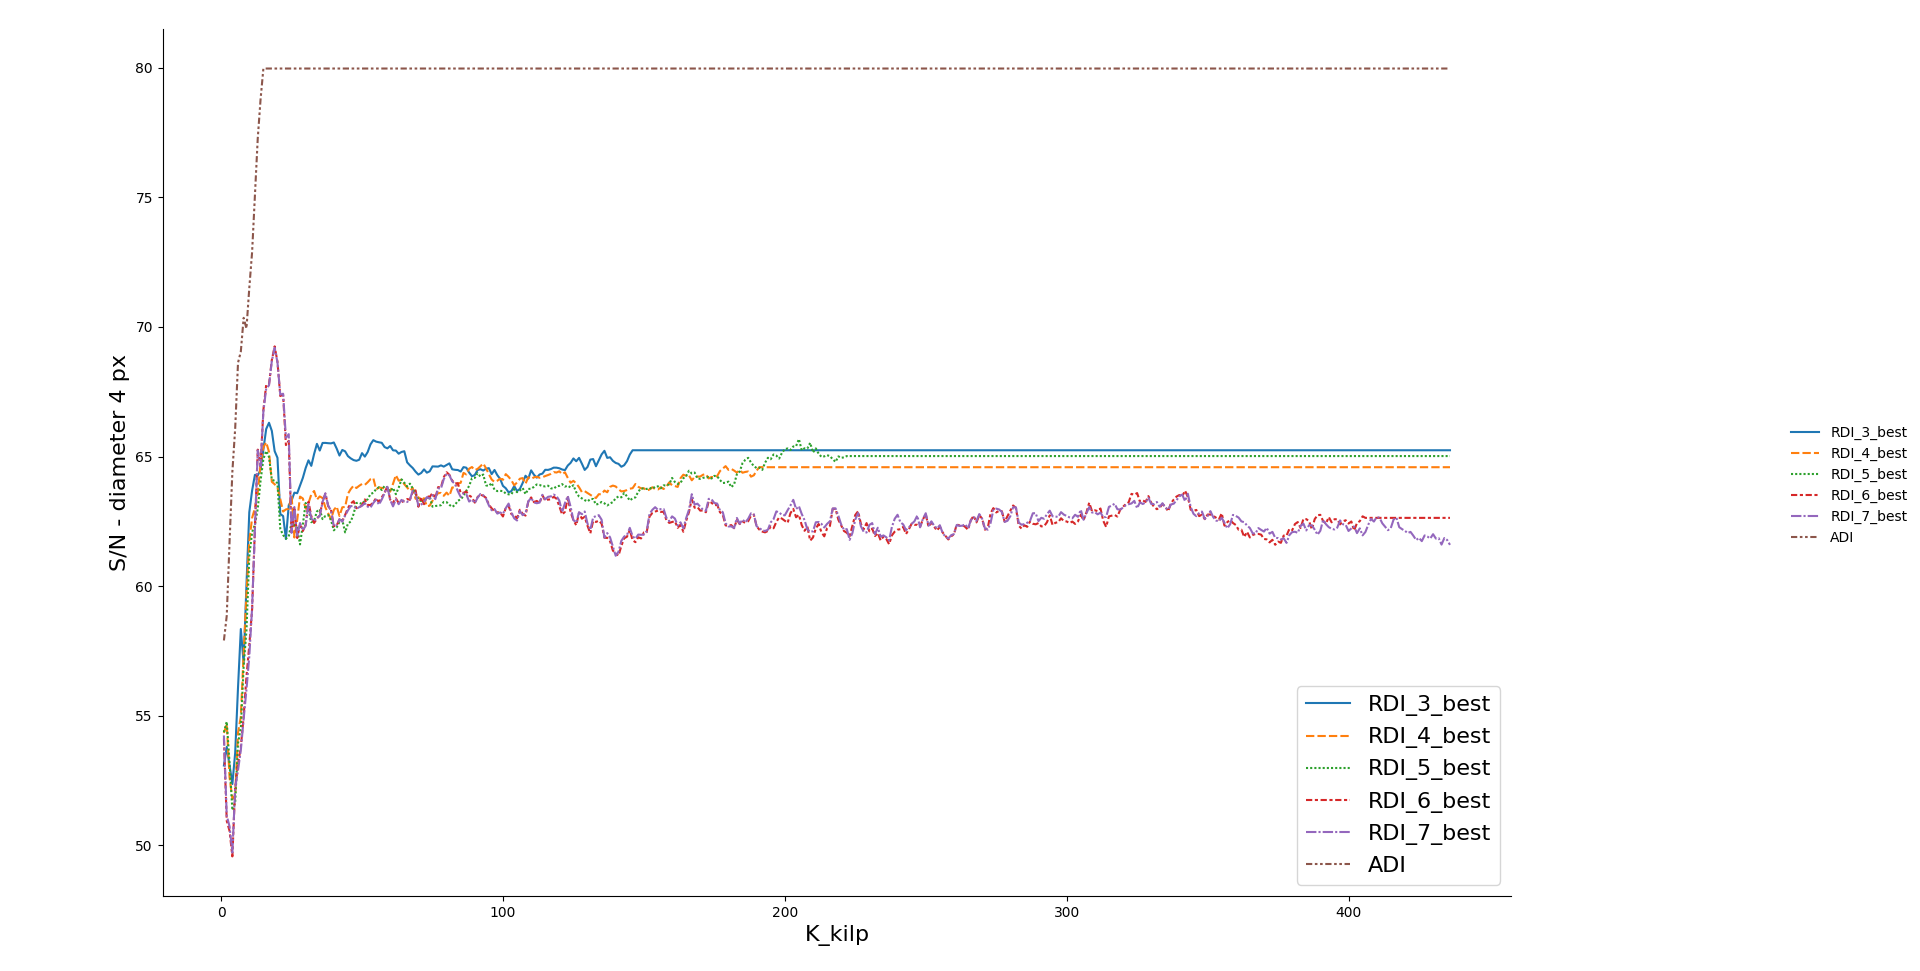 80
75
70
65
60
55
50
S/N - diameter 4 px
0
100
200
300
400
K_kilp
RDI_3_best
RDI_4_best
RDI_5_best
RDI_6_best
RDI_7_best
ADI
RDI_3_best
RDI_4_best
RDI_5_best
RDI_6_best
RDI_7_best
ADI